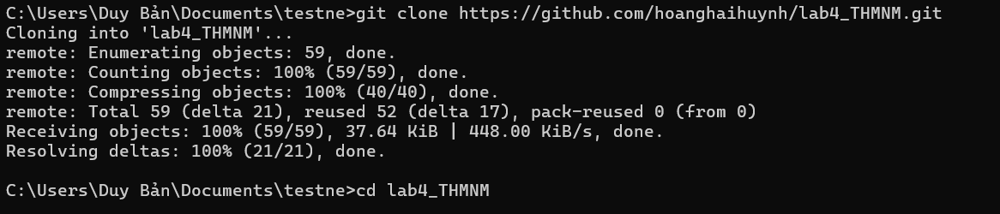 C:\Users\Duy Bản\Documents\testne>git clone https://github.com/hoanghaihuynh/lab4_THMNM.git
Cloning into 'lab4_THMNM'...
remote: Enumerating objects: 59, done.
remote: Counting objects: 100% (59/59), done.
remote: Compressing objects: 100% (40/40), done.
remote: Total 59 (delta 21), reused 52 (delta 17), pack-reused 0 (from 0)
Receiving objects: 100% (59/59), 37.64 KiB | 448.00 KiB/s, done.
Resolving deltas: 100% (21/21), done.
C:\Users\Duy Bản\Documents\testne>cd lab4_THMNM